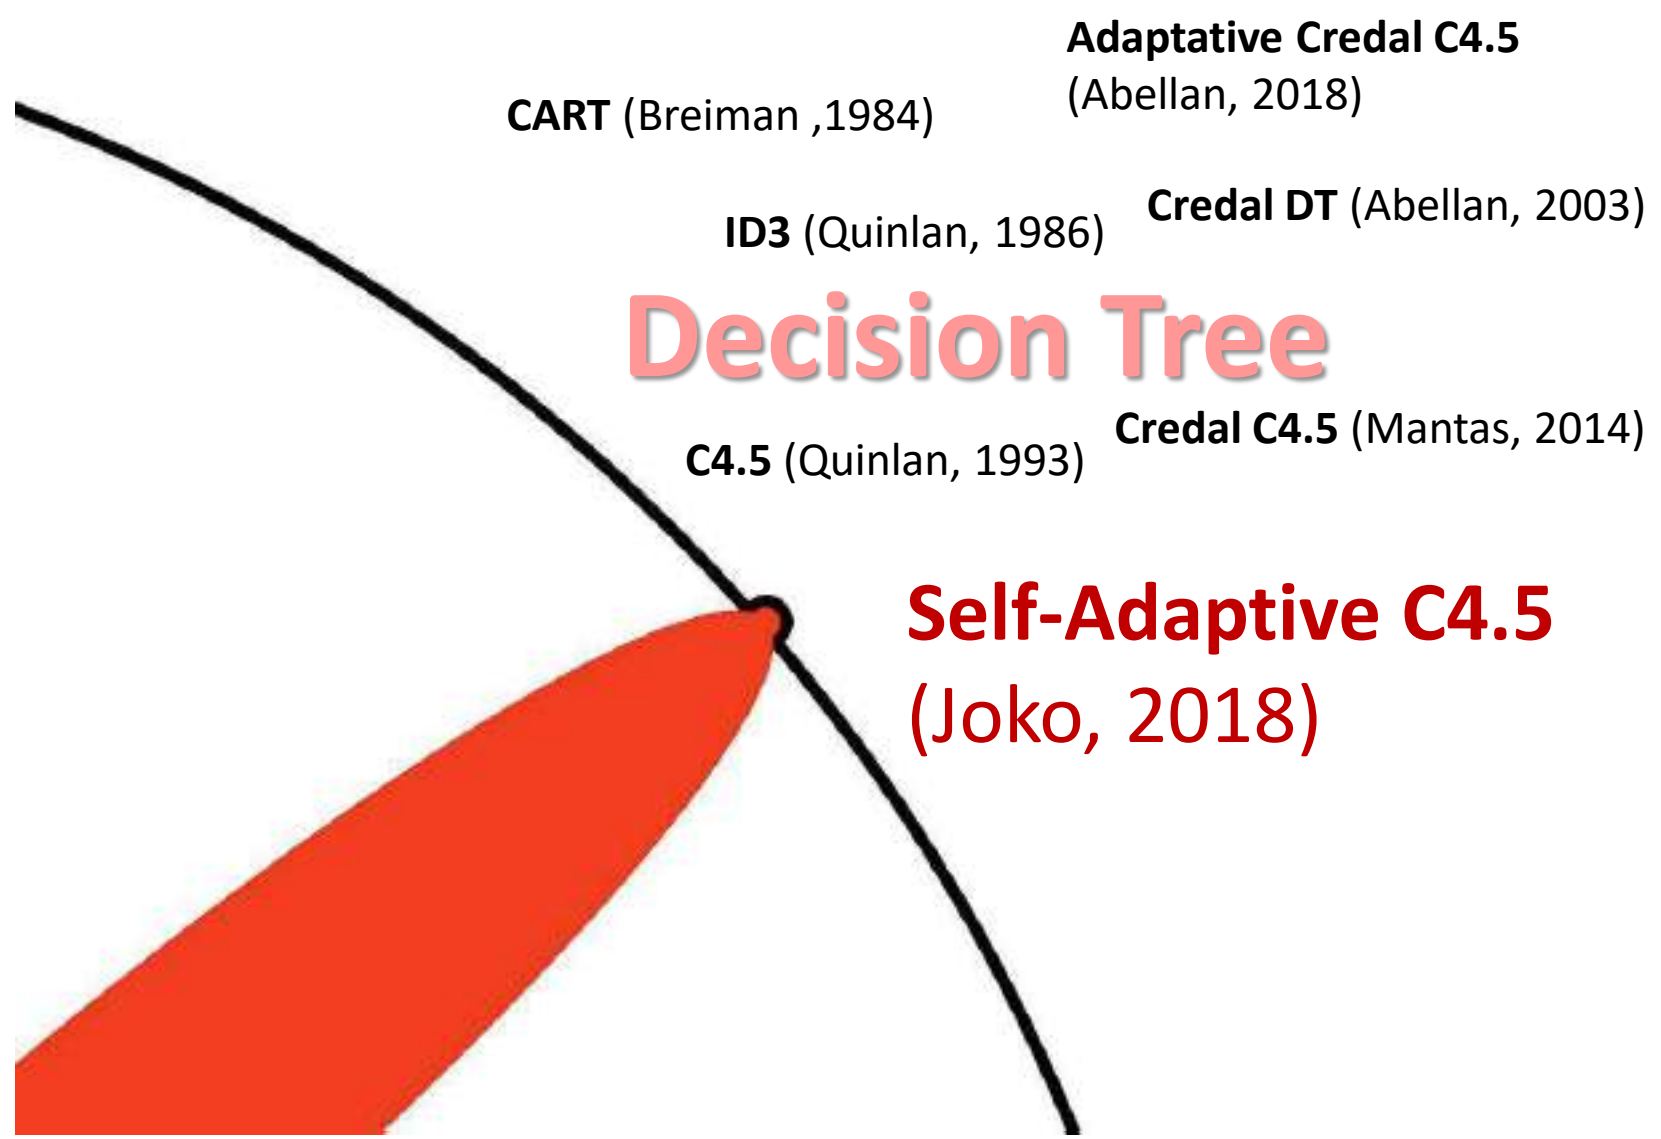 Adaptative Credal C4.5
(Abellan, 2018)
CART (Breiman ,1984)
Credal DT (Abellan, 2003)
ID3 (Quinlan, 1986)
Decision Tree
Credal C4.5 (Mantas, 2014)
C4.5 (Quinlan, 1993)
Self-Adaptive C4.5
(Joko, 2018)